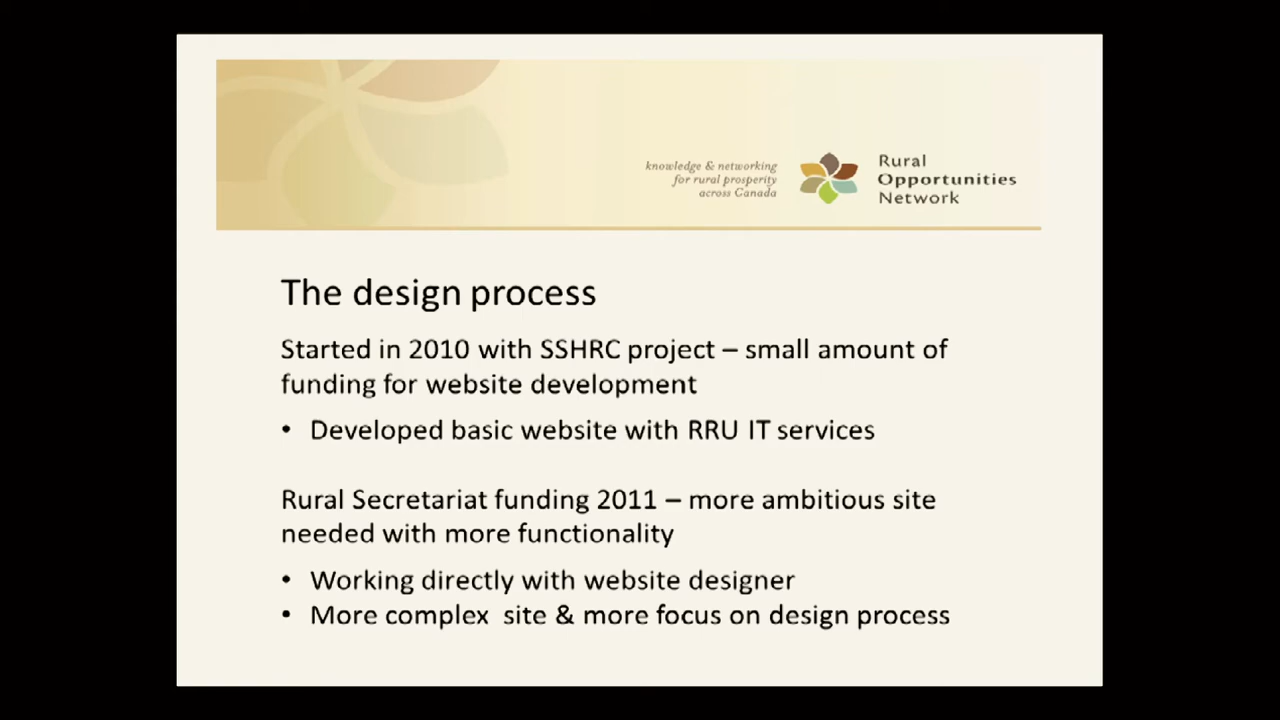 knowledge & networking
for rural prosperity
across Canada
Rural
Opportunities
Network
The design process
Started in 2010 with SSHRC project – small amount of
funding for website development
• Developed basic website with RRU IT services
Rural Secretariat funding 2011 – more ambitious site
needed with more functionality
• Working directly with website designer
• More complex  site & more focus on design process